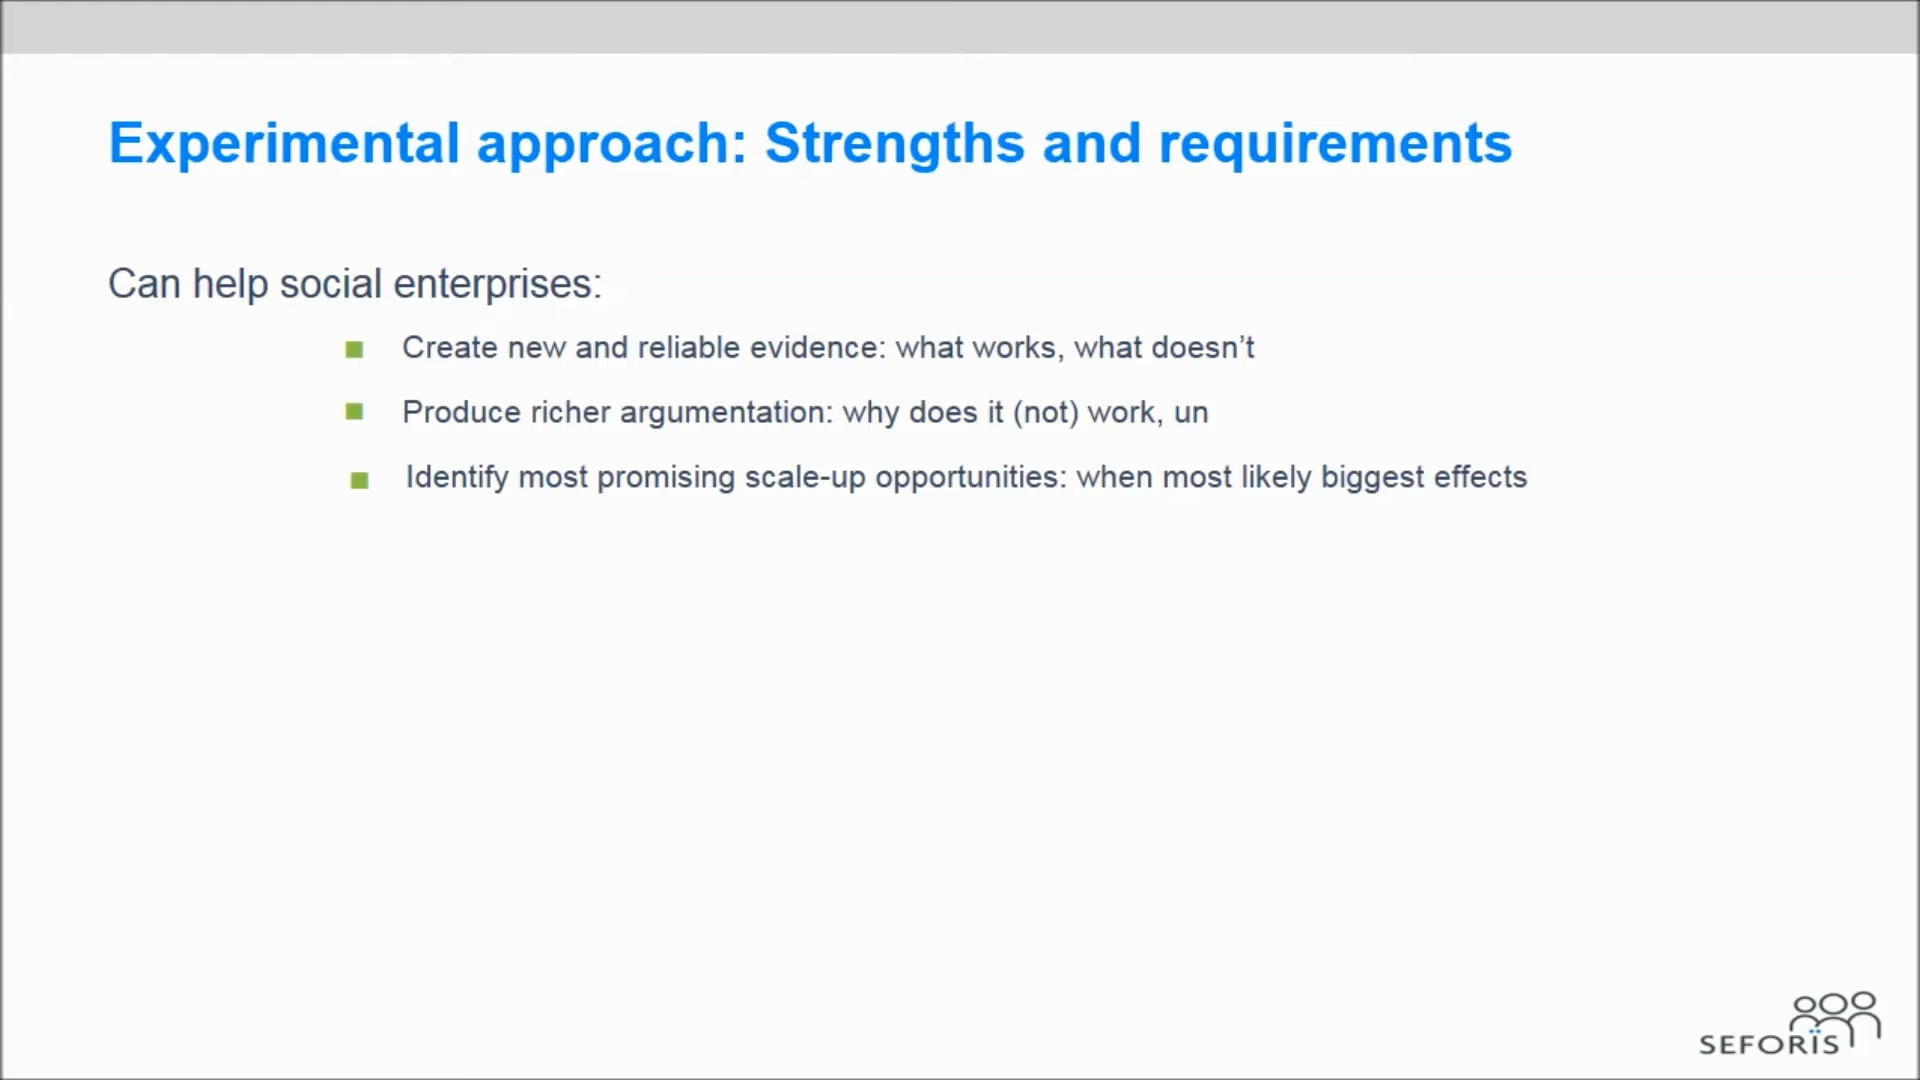 Experimental approach: Strengths and requirements
Can help social enterprises:
Create new and reliable evidence: what works, what doesn’t
Produce richer argumentation: why does it (not) work, un
Identify most promising scale-up opportunities: when most likely biggest effects
SEFORÏS